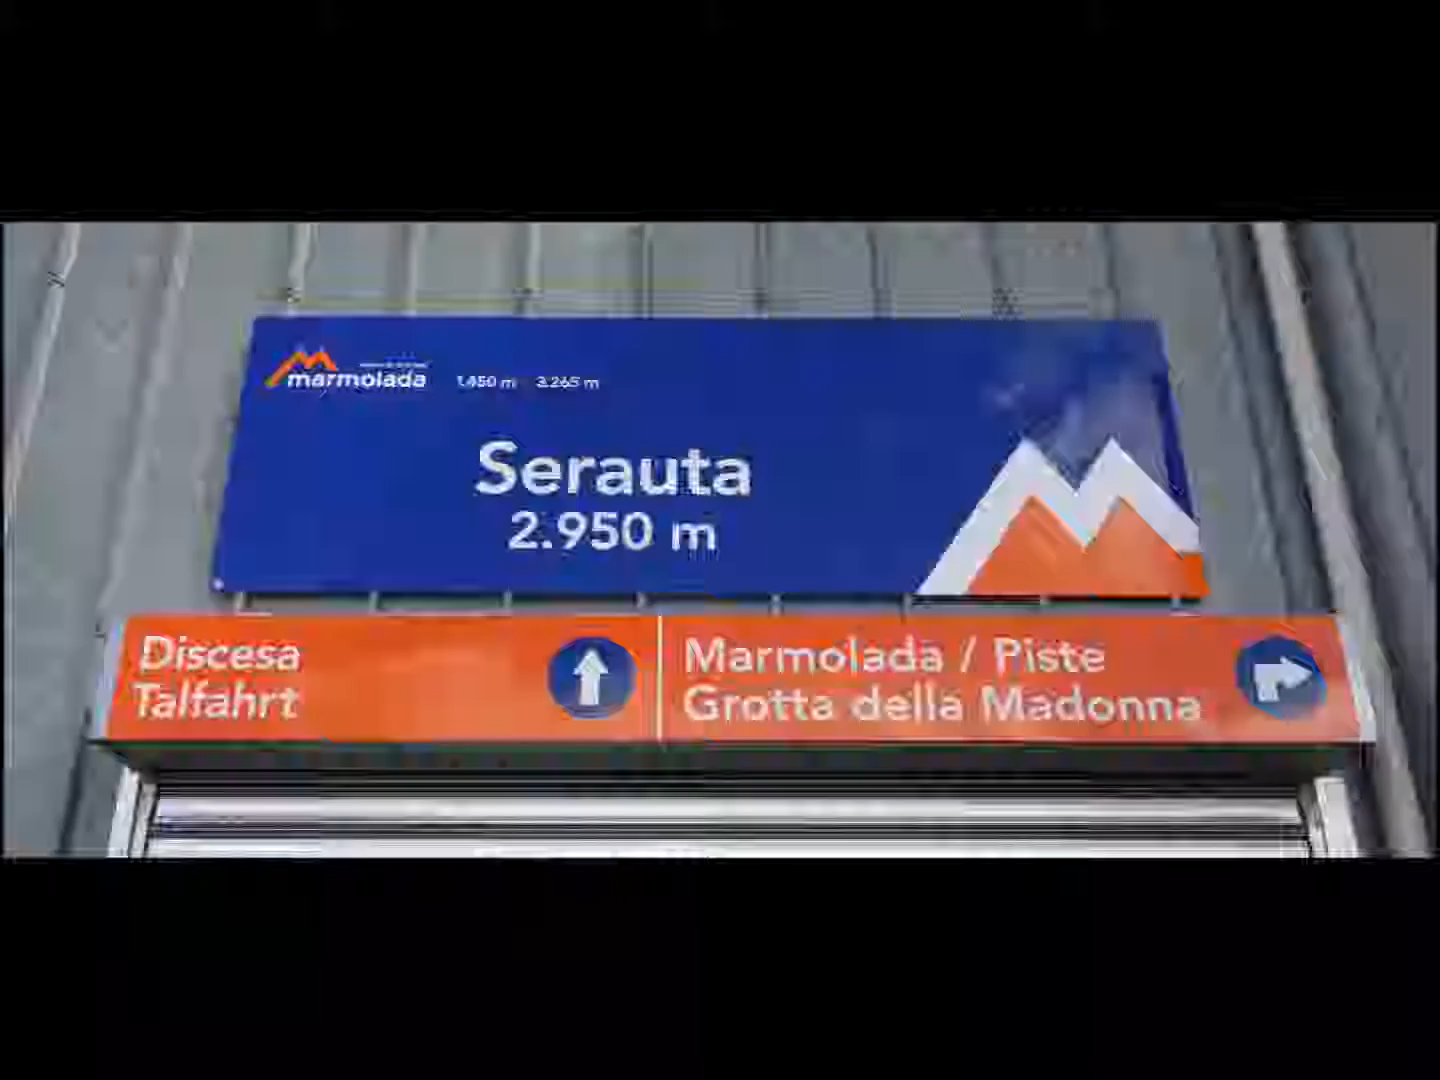 marmolada 1.450 m 3.265 m
Serauta
2.950 m
Discesa
Talfahrt
Marmolada / Piste
Grotta della Madonna